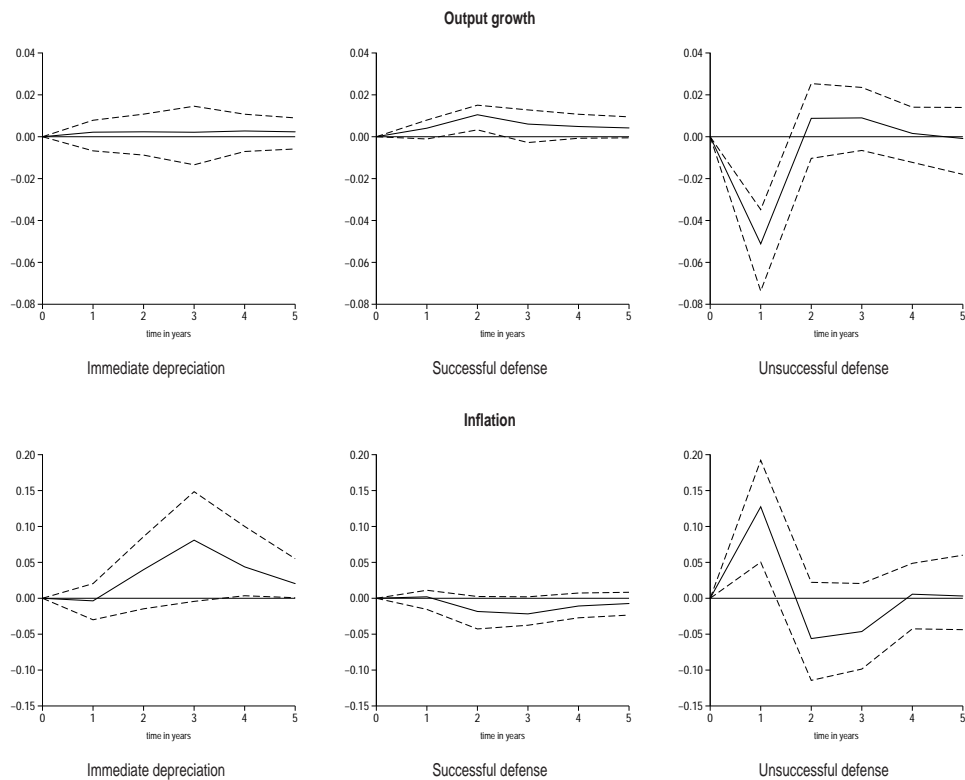 Output growth
0.04 0.04 0.04
0.02 0.02 0.02
0.00 0.00 0.00
–0.02 –0.02 –0.02
–0.04 –0.04 –0.04
–0.06 –0.06 –0.06
–0.08 –0.08 –0.08
0 1 2 3 4 5 0 1 2 3 4 5 0 1 2 3 4 5
time in years time in years time in years
Immediate depreciation Successful defense Unsuccessful defense
Inflation
0.20 0.20 0.20
0.15 0.15 0.15
0.10 0.10 0.10
0.05 0.05 0.05
0.00 0.00 0.00
–0.05 –0.05 –0.05
–0.10 –0.10 –0.10
–0.15 –0.15 –0.15
0 1 2 3 4 5 0 1 2 3 4 5 0 1 2 3 4 5
time in years time in years time in years
Immediate depreciation Successful defense Unsuccessful defense